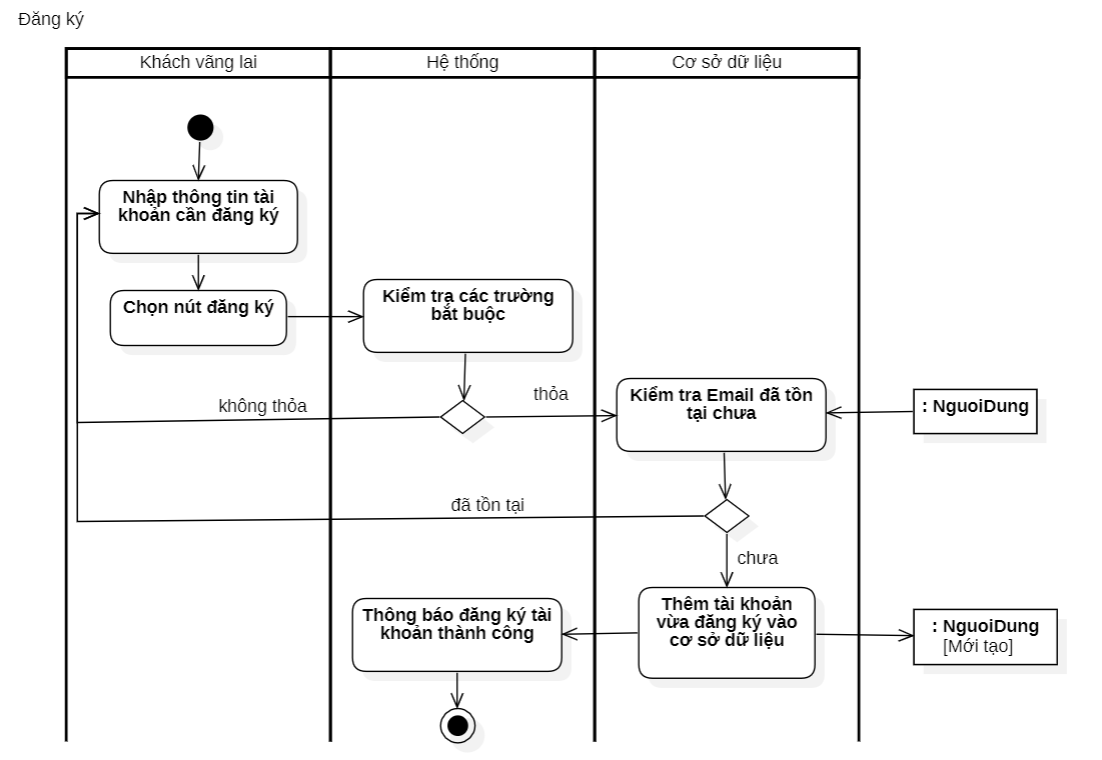 Đăng ký
Khách vãng lai
Hệ thống
Cơ sở dữ liệu
Nhập thông tin tài
khoản cần đăng ký
Chọn nút đăng ký
Kiểm tra các trường
bắt buộc
không thỏa
thỏa
Kiểm tra Email đã tồn
tại chưa
: NguoiDung
đã tồn tại
chưa
Thông báo đăng ký tài
khoản thành công
Thêm tài khoản
vừa đăng ký vào
cơ sở dữ liệu
: NguoiDung
[Mới tạo]